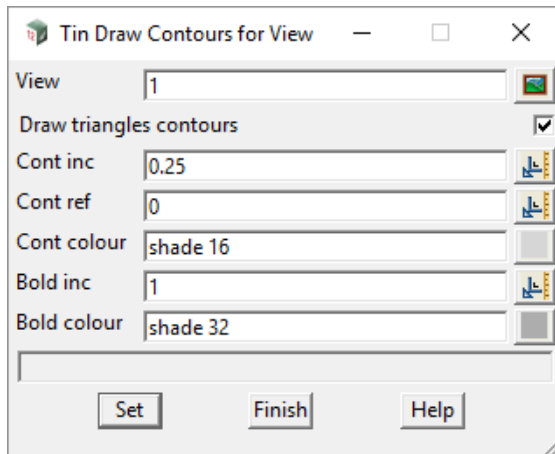 Tin Draw Contours for View
View 1
Draw triangles contours
Cont inc 0.25
Cont ref 0
Cont colour shade 16
Bold inc 1
Bold colour shade 32
Set Finish Help